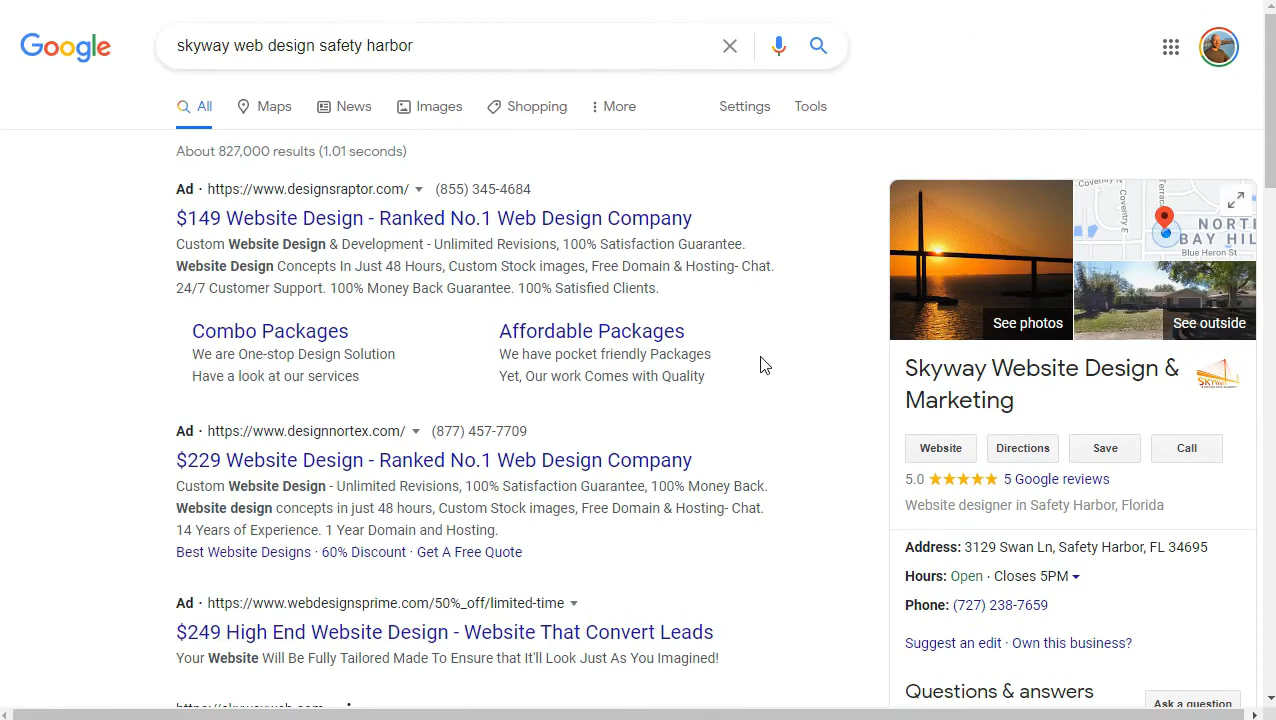 Google
skyway web design safety harbor
All
Maps
News
Images
Shopping
More
Settings
Tools
About 827,000 results (1.01 seconds)
Ad · https://www.designsraptor.com/ (855) 345-4684
$149 Website Design - Ranked No.1 Web Design Company
Custom Website Design & Development - Unlimited Revisions, 100% Satisfaction Guarantee.
Website Design Concepts In Just 48 Hours, Custom Stock images, Free Domain & Hosting- Chat.
24/7 Customer Support. 100% Money Back Guarantee. 100% Satisfied Clients.
Combo Packages
We are One-stop Design Solution
Have a look at our services
Affordable Packages
We have pocket friendly Packages
Yet, Our work Comes with Quality
Ad · https://www.designnortex.com/ (877) 457-7709
$229 Website Design - Ranked No.1 Web Design Company
Custom Website Design - Unlimited Revisions, 100% Satisfaction Guarantee, 100% Money Back.
Website design concepts in just 48 hours, Custom Stock images, Free Domain & Hosting- Chat.
14 Years of Experience. 1 Year Domain and Hosting.
Best Website Designs · 60% Discount · Get A Free Quote
Ad · https://www.webdesignsprime.com/50%_off/limited-time
$249 High End Website Design - Website That Convert Leads
Your Website Will Be Fully Tailored Made To Ensure that It'll Look Just As You Imagined!
See photos
Coventry N
Coventry E
Terrace
NORTH
BAY HIL
Blue Heron St
See outside
Skyway Website Design &
Marketing
SKYWAY
Website
Directions
Save
Call
5.0 5 Google reviews
Website designer in Safety Harbor, Florida
Address: 3129 Swan Ln, Safety Harbor, FL 34695
Hours: Open · Closes 5PM
Phone: (727) 238-7659
Suggest an edit · Own this business?
Questions & answers
Ask a question